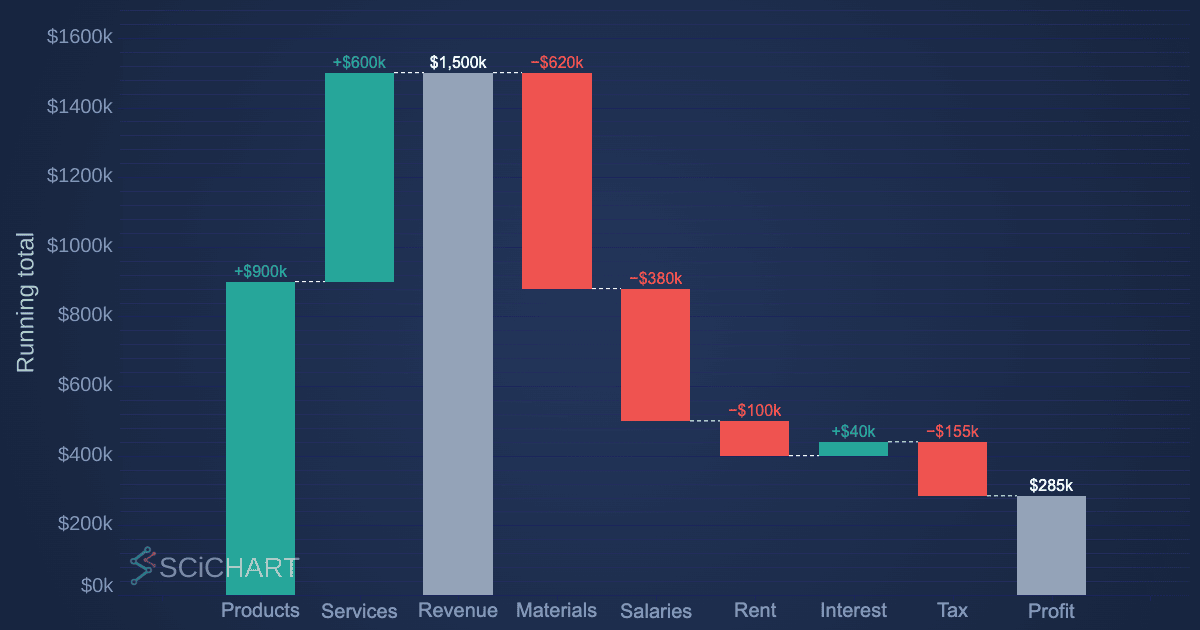 $1600k
$1400k
$1200k
$1000k
$800k
$600k
$400k
$200k
$0k
Running total
+$900k
+$600k
$1,500k
−$620k
−$380k
−$100k
+$40k
−$155k
$285k
SCiCHART
Products Services Revenue Materials Salaries Rent Interest Tax Profit